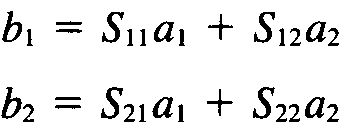 b₁ = S₁₁a₁ + S₁₂a₂
b₂ = S₂₁a₁ + S₂₂a₂